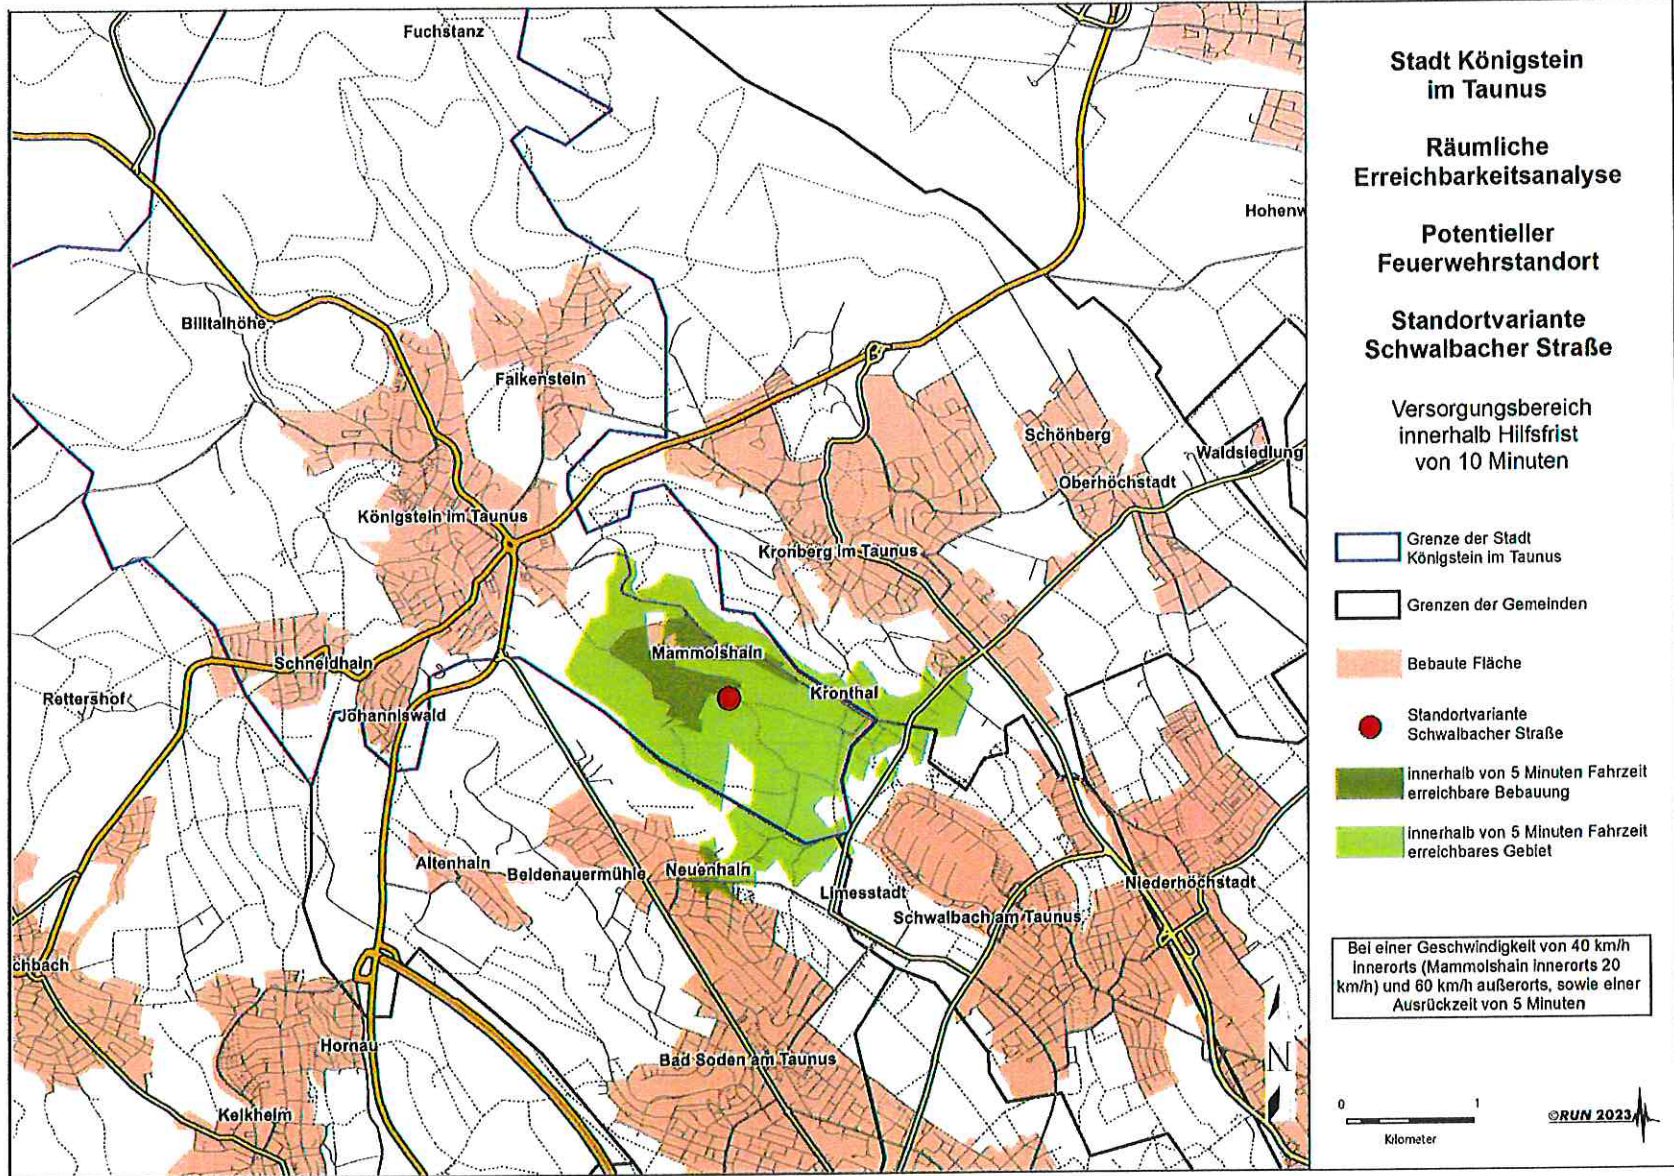 Fuchstanz
Hohenw
Billtalhöhe
Falkenstein
Schönberg
Waldsiedlung
Oberhöchstadt
Königstein im Taunus
Kronberg im Taunus
Mammolshain
Schneidhain
Kronthal
Rettershof
Johanniswald
Altenhain
Beidenauermühle
Neuenhain
Limesstadt
Niederhöchstadt
Schwalbach am Taunus
chbach
Hornau
Bad Soden am Taunus
Kelkheim
N
Stadt Königstein
im Taunus
Räumliche
Erreichbarkeitsanalyse
Potentieller
Feuerwehrstandort
Standortvariante
Schwalbacher Straße
Versorgungsbereich
innerhalb Hilfsfrist
von 10 Minuten
Grenze der Stadt
Königstein im Taunus
Grenzen der Gemeinden
Bebaute Fläche
Standortvariante
Schwalbacher Straße
innerhalb von 5 Minuten Fahrzeit
erreichbare Bebauung
innerhalb von 5 Minuten Fahrzeit
erreichbares Gebiet
Bei einer Geschwindigkeit von 40 km/h
innerorts (Mammolshain innerorts 20
km/h) und 60 km/h außerorts, sowie einer
Ausrückzeit von 5 Minuten
0 1
Kilometer
©RUN 2023